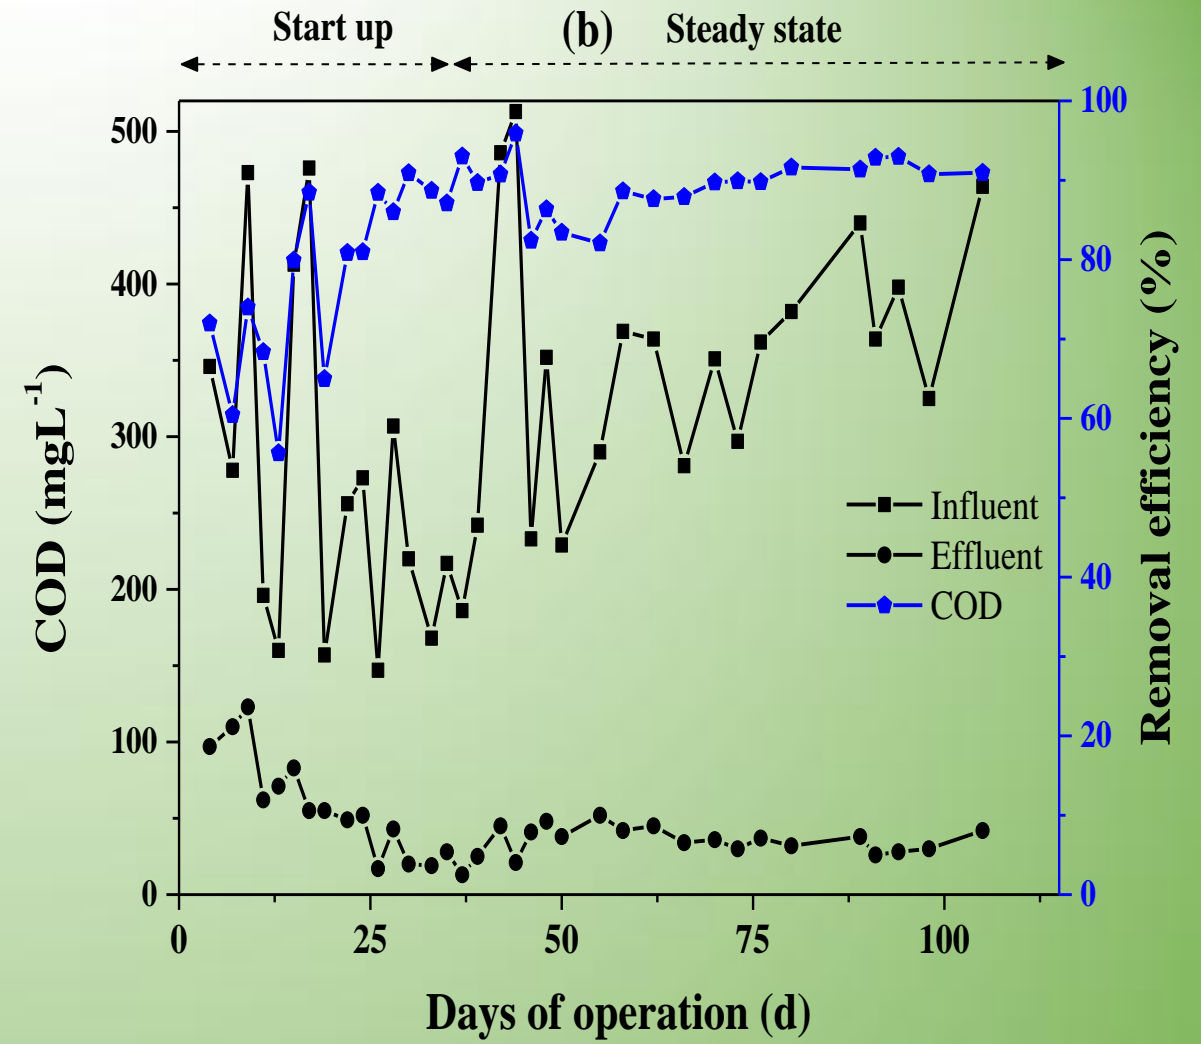 Start up
(b)
Steady state
500
400
300
200
100
0
COD (mgL⁻¹)
100
80
60
40
20
0
Removal efficiency (%)
Influent
Effluent
COD
0
25
50
75
100
Days of operation (d)